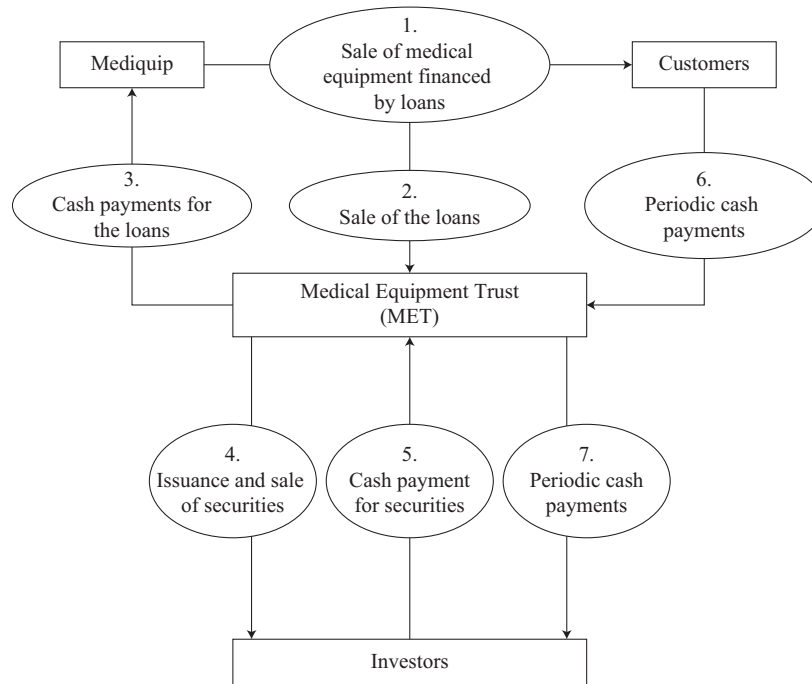 1.
Sale of medical
equipment financed
by loans
Mediquip
Customers
3.
Cash payments for
the loans
2.
Sale of the loans
6.
Periodic cash
payments
Medical Equipment Trust
(MET)
4.
Issuance and sale
of securities
5.
Cash payment
for securities
7.
Periodic cash
payments
Investors